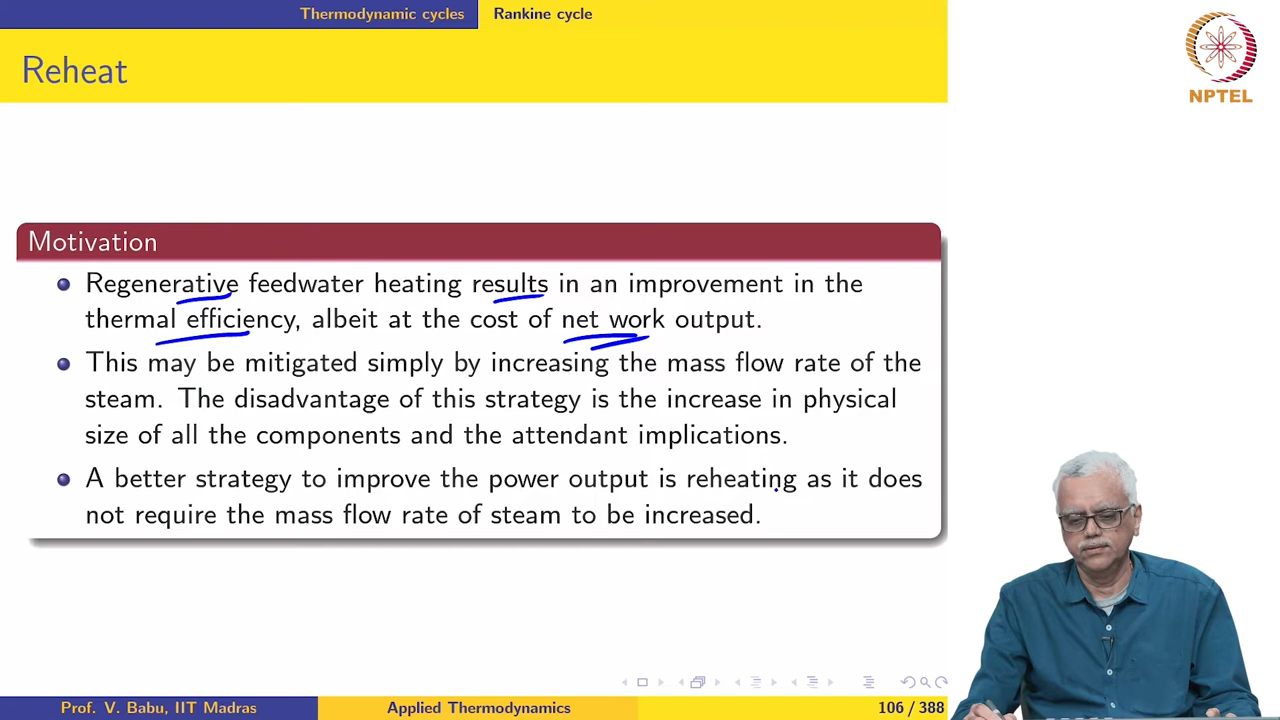 Thermodynamic cycles Rankine cycle
Reheat
NPTEL
Motivation
Regenerative feedwater heating results in an improvement in the
thermal efficiency, albeit at the cost of net work output.
This may be mitigated simply by increasing the mass flow rate of the
steam. The disadvantage of this strategy is the increase in physical
size of all the components and the attendant implications.
A better strategy to improve the power output is reheating as it does
not require the mass flow rate of steam to be increased.
Prof. V. Babu, IIT Madras Applied Thermodynamics 106 / 388